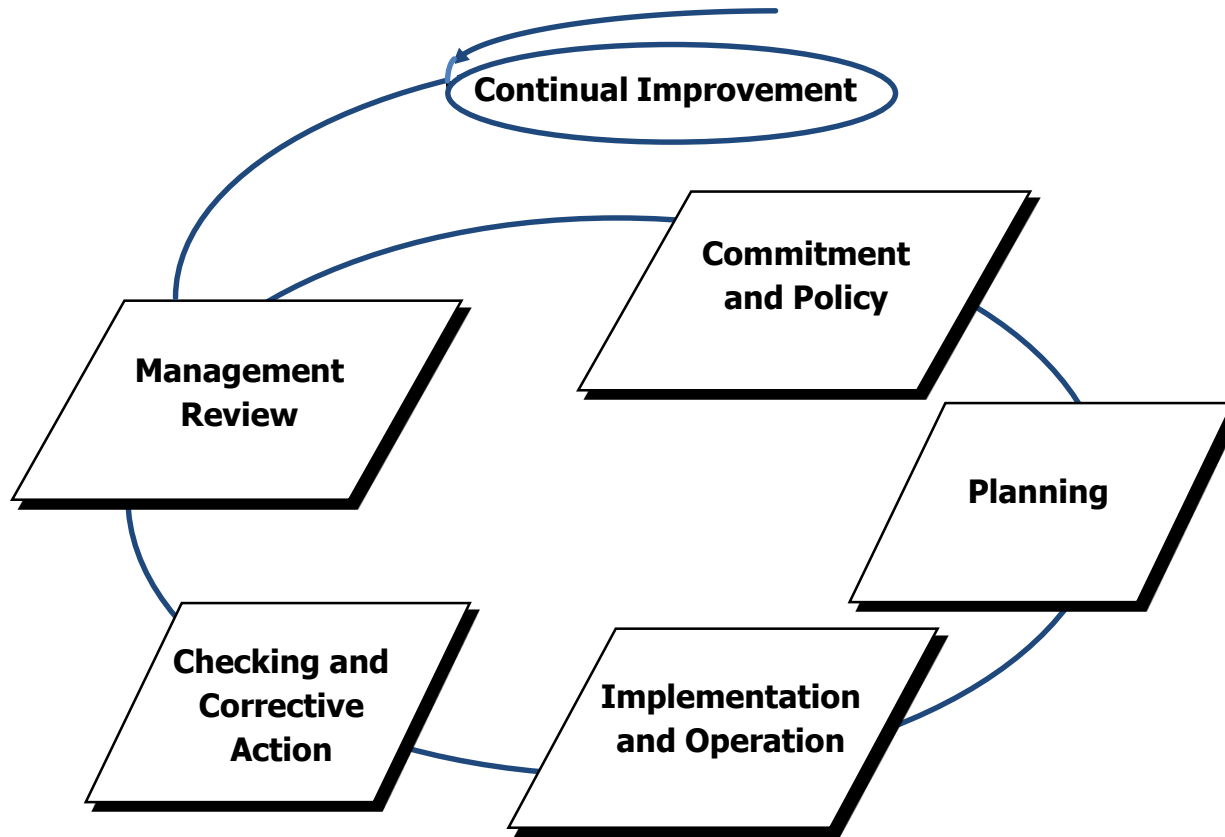 Continual Improvement
Commitment
and Policy
Planning
Implementation
and Operation
Checking and
Corrective
Action
Management
Review